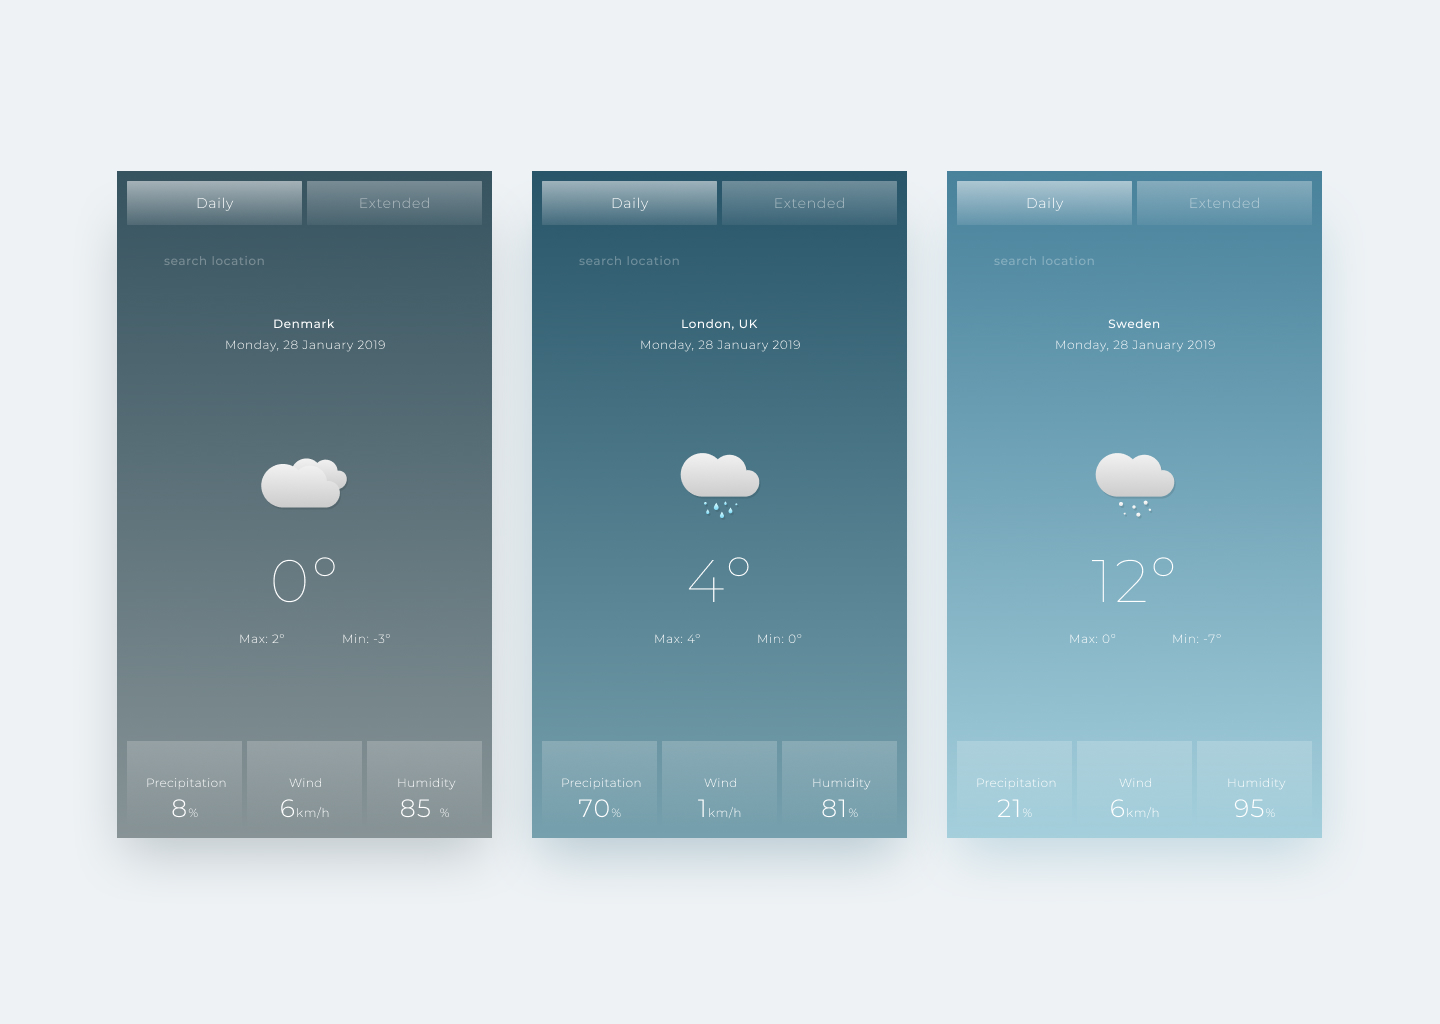 Daily Extended
search location
Denmark
Monday, 28 January 2019
0°
Max: 2° Min: -3°
Precipitation Wind Humidity
8% 6km/h 85 %
Daily Extended
search location
London, UK
Monday, 28 January 2019
4°
Max: 4° Min: 0°
Precipitation Wind Humidity
70% 1km/h 81%
Daily Extended
search location
Sweden
Monday, 28 January 2019
12°
Max: 0° Min: -7°
Precipitation Wind Humidity
21% 6km/h 95%